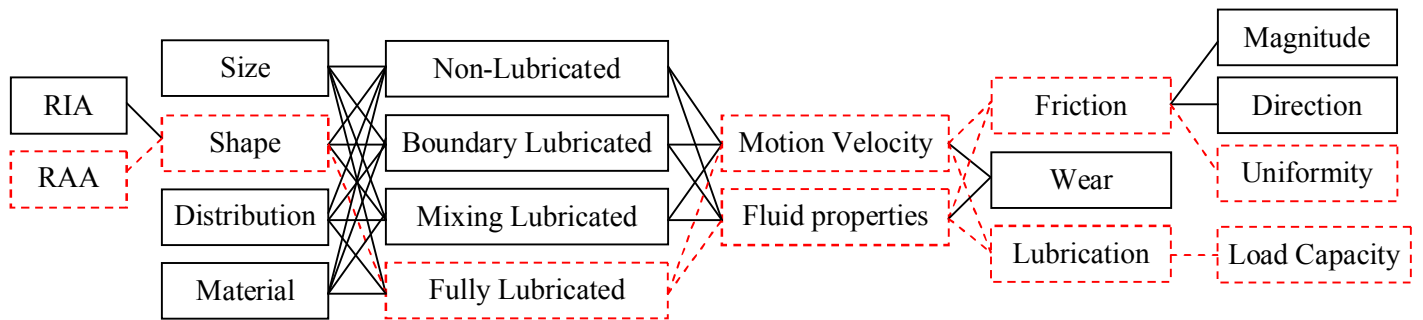 RIA
RAA
Size
Shape
Distribution
Material
Non-Lubricated
Boundary Lubricated
Mixing Lubricated
Fully Lubricated
Motion Velocity
Fluid properties
Friction
Wear
Lubrication
Magnitude
Direction
Uniformity
Load Capacity